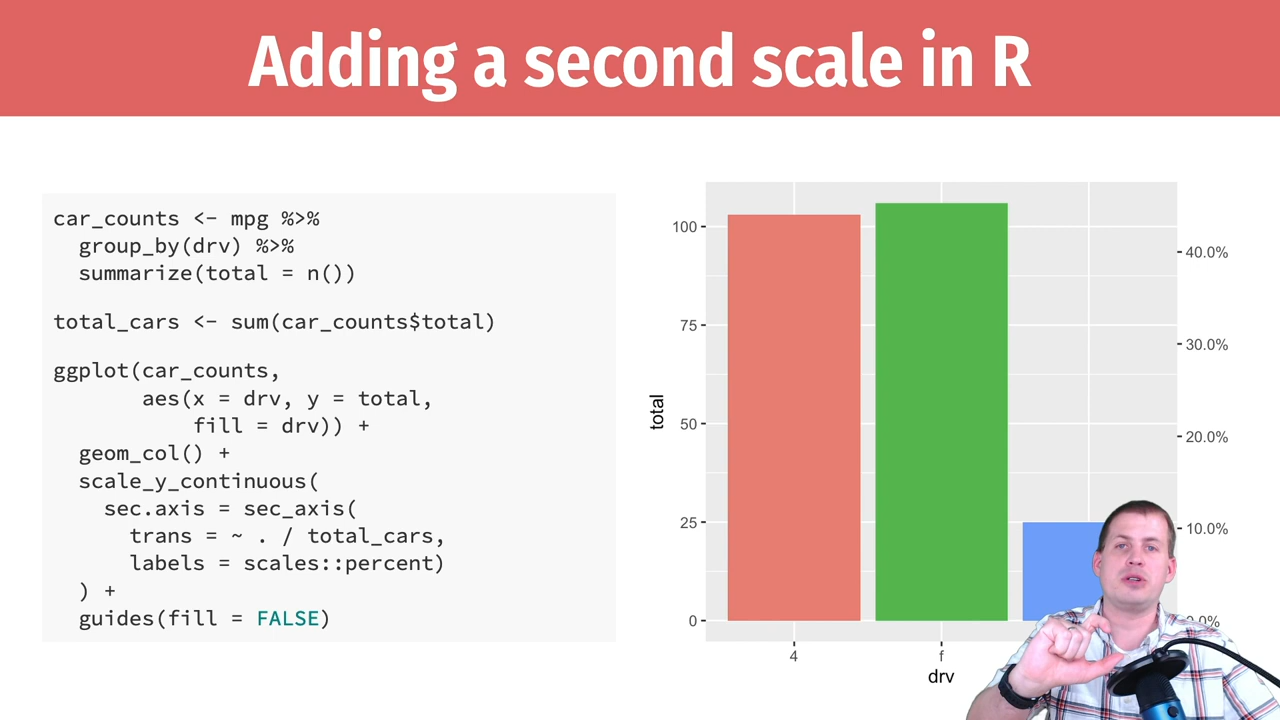 Adding a second scale in R
car_counts <- mpg %>%
  group_by(drv) %>%
  summarize(total = n())
total_cars <- sum(car_counts$total)
ggplot(car_counts,
       aes(x = drv, y = total,
           fill = drv)) +
  geom_col() +
  scale_y_continuous(
    sec.axis = sec_axis(
      trans = ~ . / total_cars,
      labels = scales::percent)
  ) +
  guides(fill = FALSE)
total
100
75
50
25
0
40.0%
30.0%
20.0%
10.0%
4
f
drv